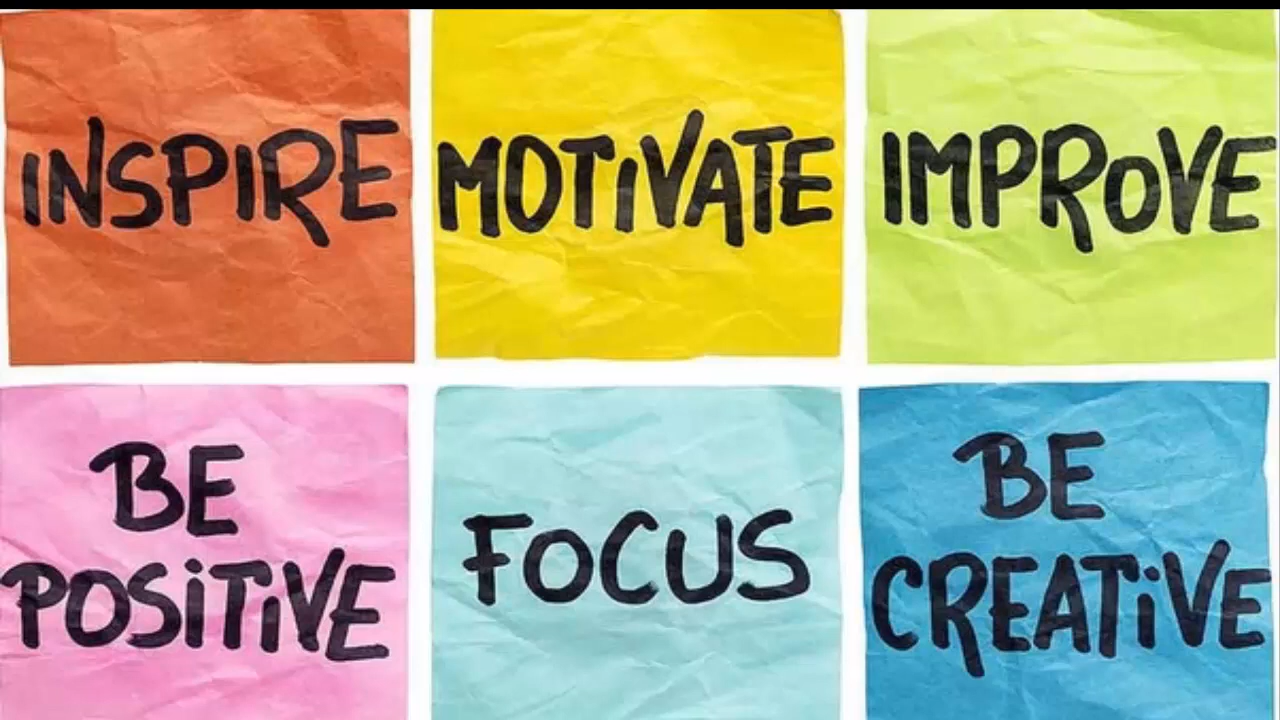 INSPIRE
MOTIVATE
IMPROVE
BE
POSITIVE
FOCUS
BE
CREATIVE